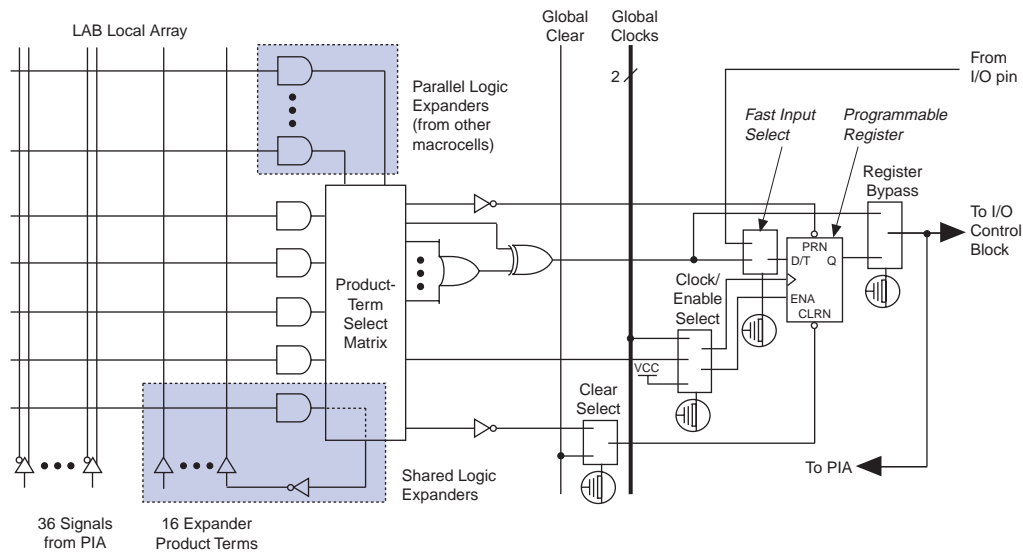 LAB Local Array
Global
Clear
Global
Clocks
2
Parallel Logic
Expanders
(from other
macrocells)
From
I/O pin
Fast Input
Select
Programmable
Register
Register
Bypass
To I/O
Control
Block
PRN
D/T
Q
ENA
CLRN
Product-
Term
Select
Matrix
Clock/
Enable
Select
VCC
Clear
Select
To PIA
Shared Logic
Expanders
36 Signals
from PIA
16 Expander
Product Terms